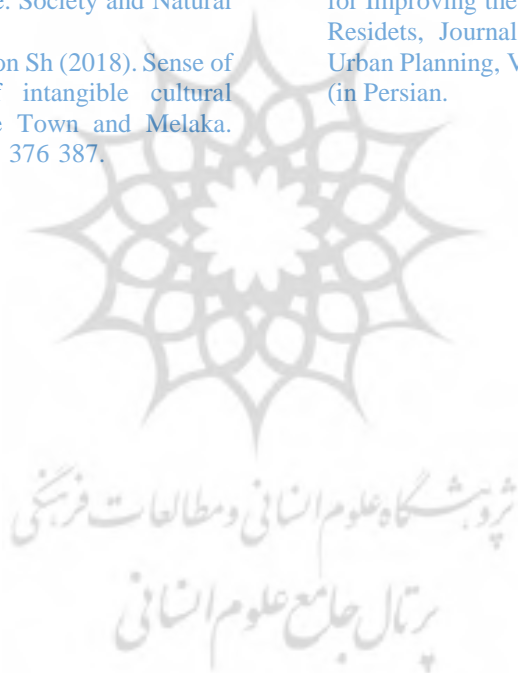 e. Society and Natural
on Sh (2018). Sense of
f intangible cultural
e Town and Melaka.
376 387.
for Improving the
Residets, Journal
Urban Planning, V
(in Persian.
پژوهشگاه علوم انسانی و مطالعات فرهنگی
پرتال جامع علوم انسانی